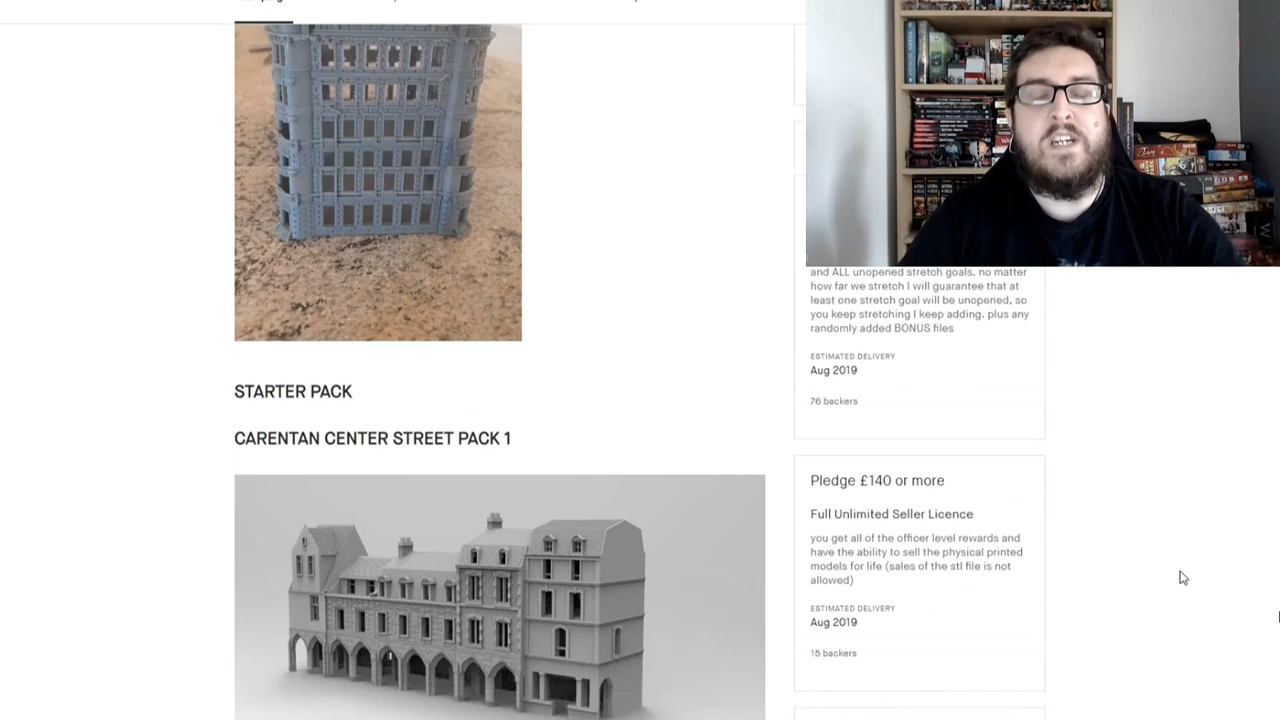 STARTER PACK
CARENTAN CENTER STREET PACK 1
and ALL unopened stretch goals. no matter
how far we stretch I will guarantee that at
least one stretch goal will be unopened, so
you keep stretching I keep adding. plus any
randomly added BONUS files
ESTIMATED DELIVERY
Aug 2019
76 backers
Pledge £140 or more
Full Unlimited Seller Licence
you get all of the officer level rewards and
have the ability to sell the physical printed
models for life (sales of the stl file is not
allowed)
ESTIMATED DELIVERY
Aug 2019
15 backers